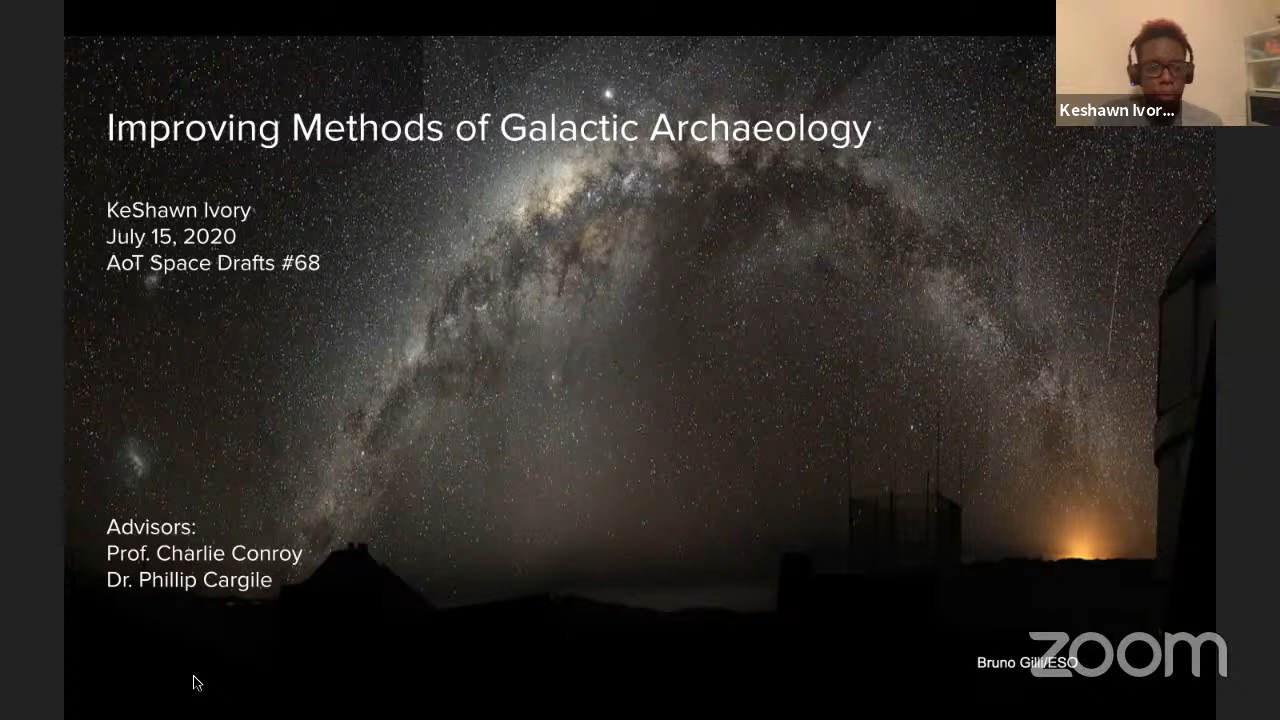 Improving Methods of Galactic Archaeology
Keshawn Ivor...
KeShawn Ivory
July 15, 2020
AoT Space Drafts #68
Advisors:
Prof. Charlie Conroy
Dr. Phillip Cargile
Bruno Gilli/ESO
zoom